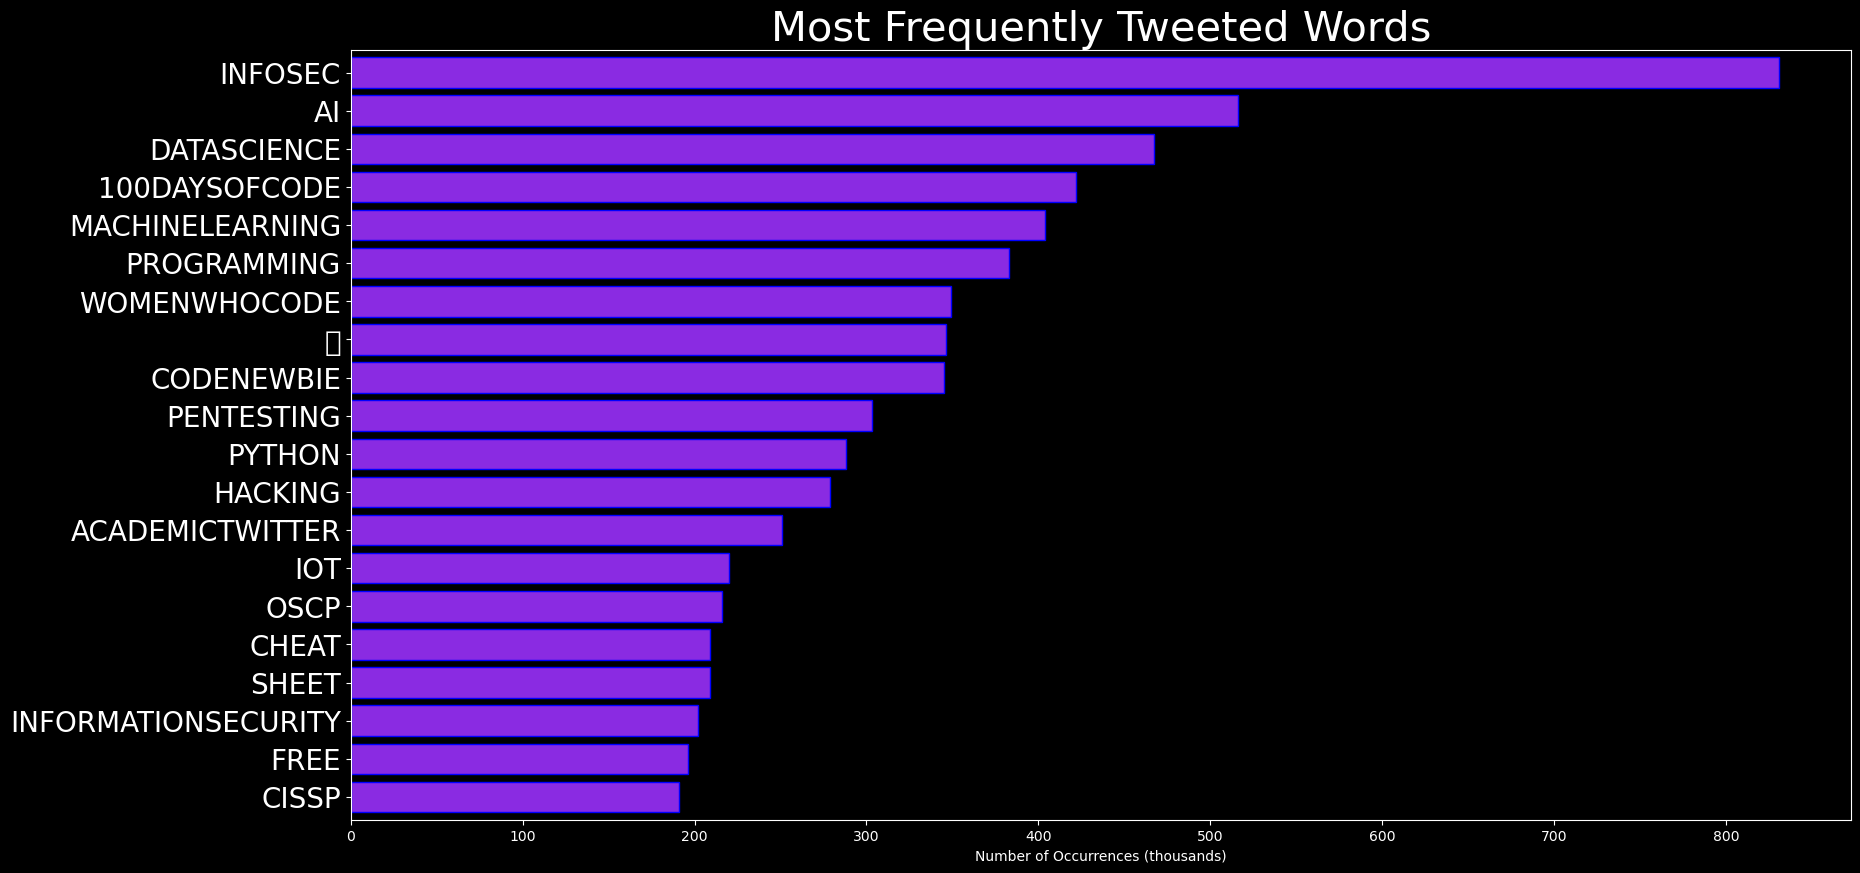 Most Frequently Tweeted Words
INFOSEC
AI
DATASCIENCE
100DAYSOFCODE
MACHINELEARNING
PROGRAMMING
WOMENWHOCODE
CODENEWBIE
PENTESTING
PYTHON
HACKING
ACADEMICTWITTER
IOT
OSCP
CHEAT
SHEET
INFORMATIONSECURITY
FREE
CISSP
0 100 200 300 400 500 600 700 800
Number of Occurrences (thousands)